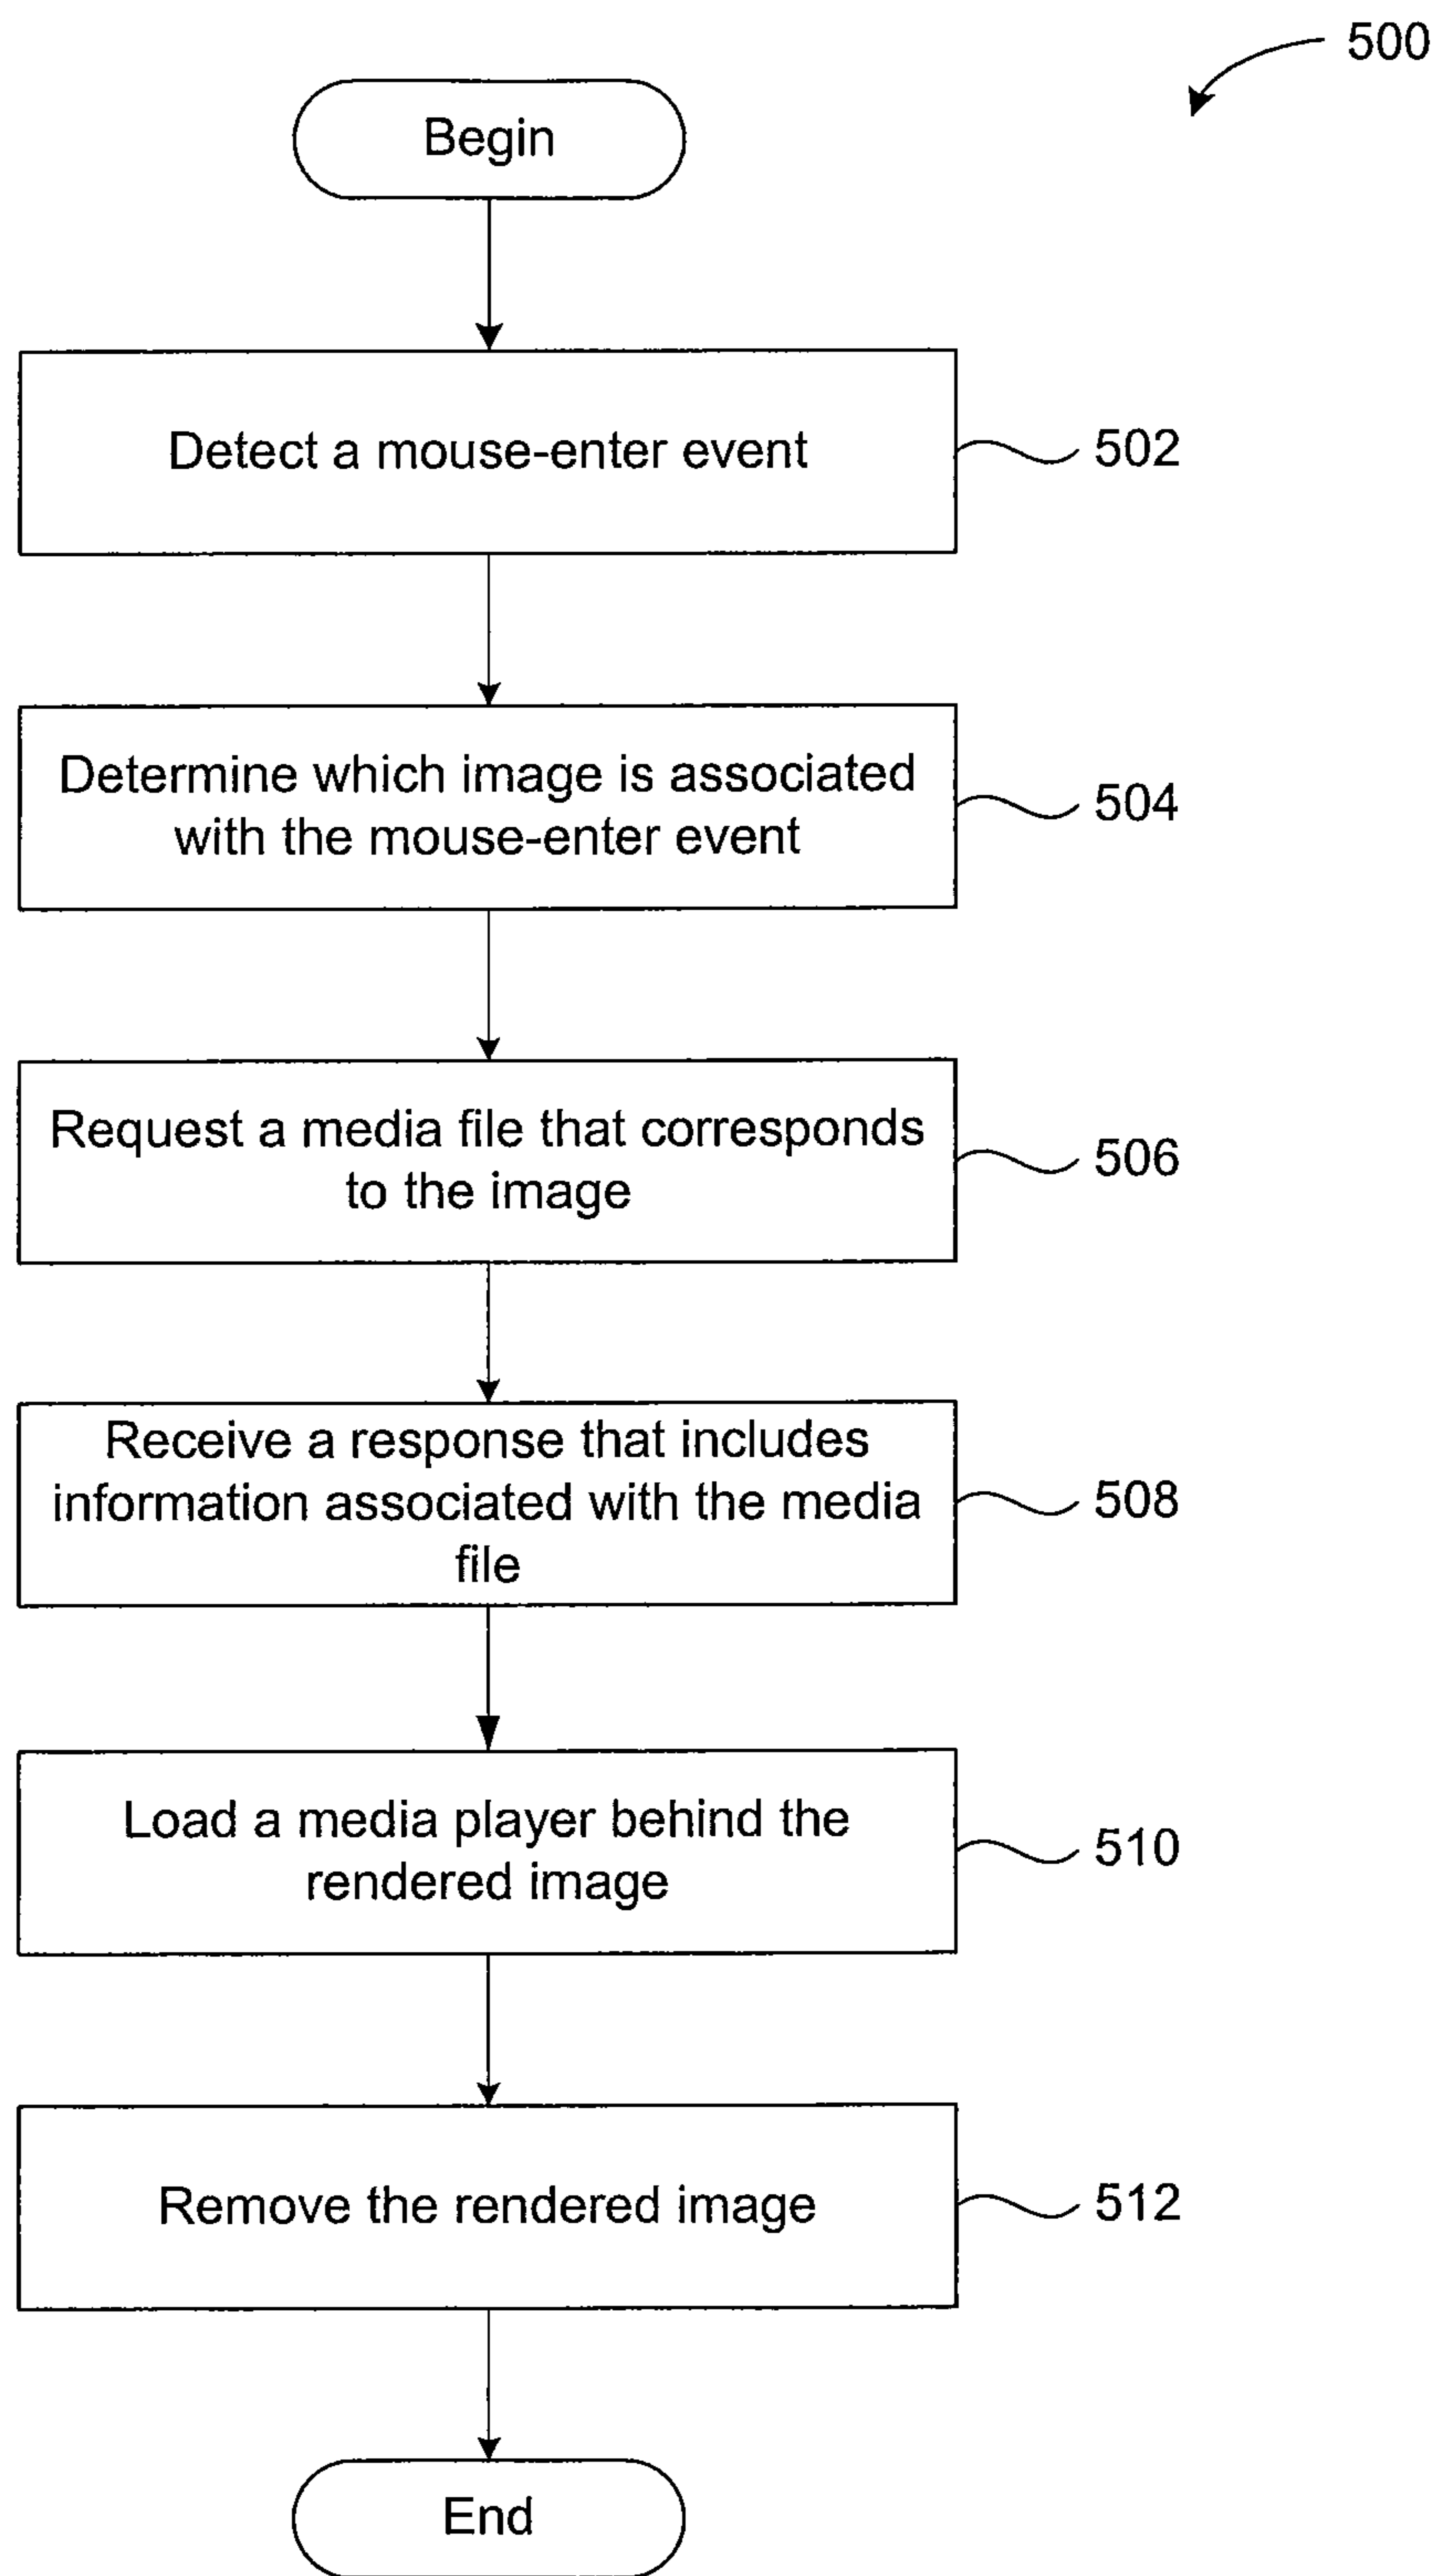 500
Begin
Detect a mouse-enter event
502
Determine which image is associated
with the mouse-enter event
504
Request a media file that corresponds
to the image
506
Receive a response that includes
information associated with the media
file
508
Load a media player behind the
rendered image
510
Remove the rendered image
512
End